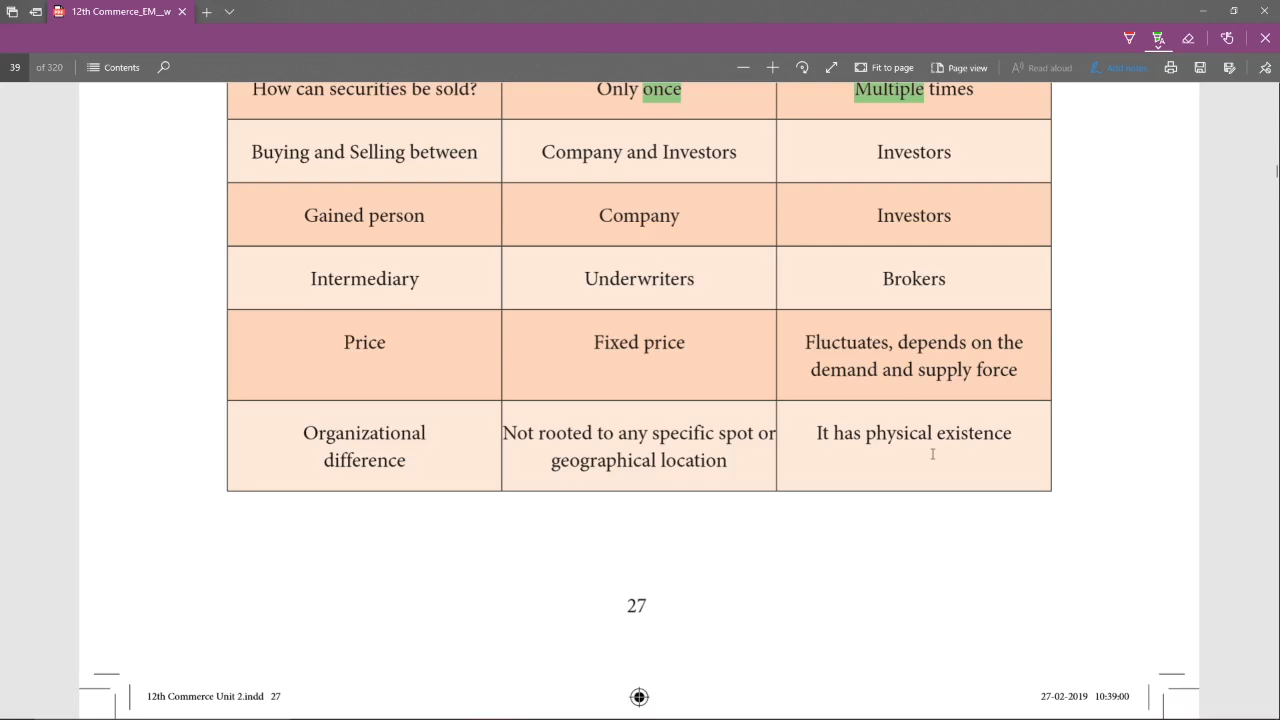 12th Commerce_EM__w
39 of 320 Contents Fit to page Page view Read aloud Add notes
How can securities be sold? Only once Multiple times
Buying and Selling between Company and Investors Investors
Gained person Company Investors
Intermediary Underwriters Brokers
Price Fixed price Fluctuates, depends on the
demand and supply force
Organizational Not rooted to any specific spot or It has physical existence
difference geographical location
27
12th Commerce Unit 2.indd 27 27-02-2019 10:39:00